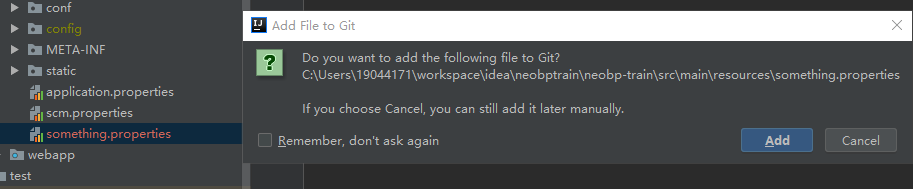 conf
config
META-INF
static
application.properties
scm.properties
something.properties
webapp
test
IJ
Add File to Git
?
Do you want to add the following file to Git?
C:\Users\19044171\workspace\idea\neobptrain\neobp-train\src\main\resources\something.properties
If you choose Cancel, you can still add it later manually.
Remember, don't ask again
Add
Cancel